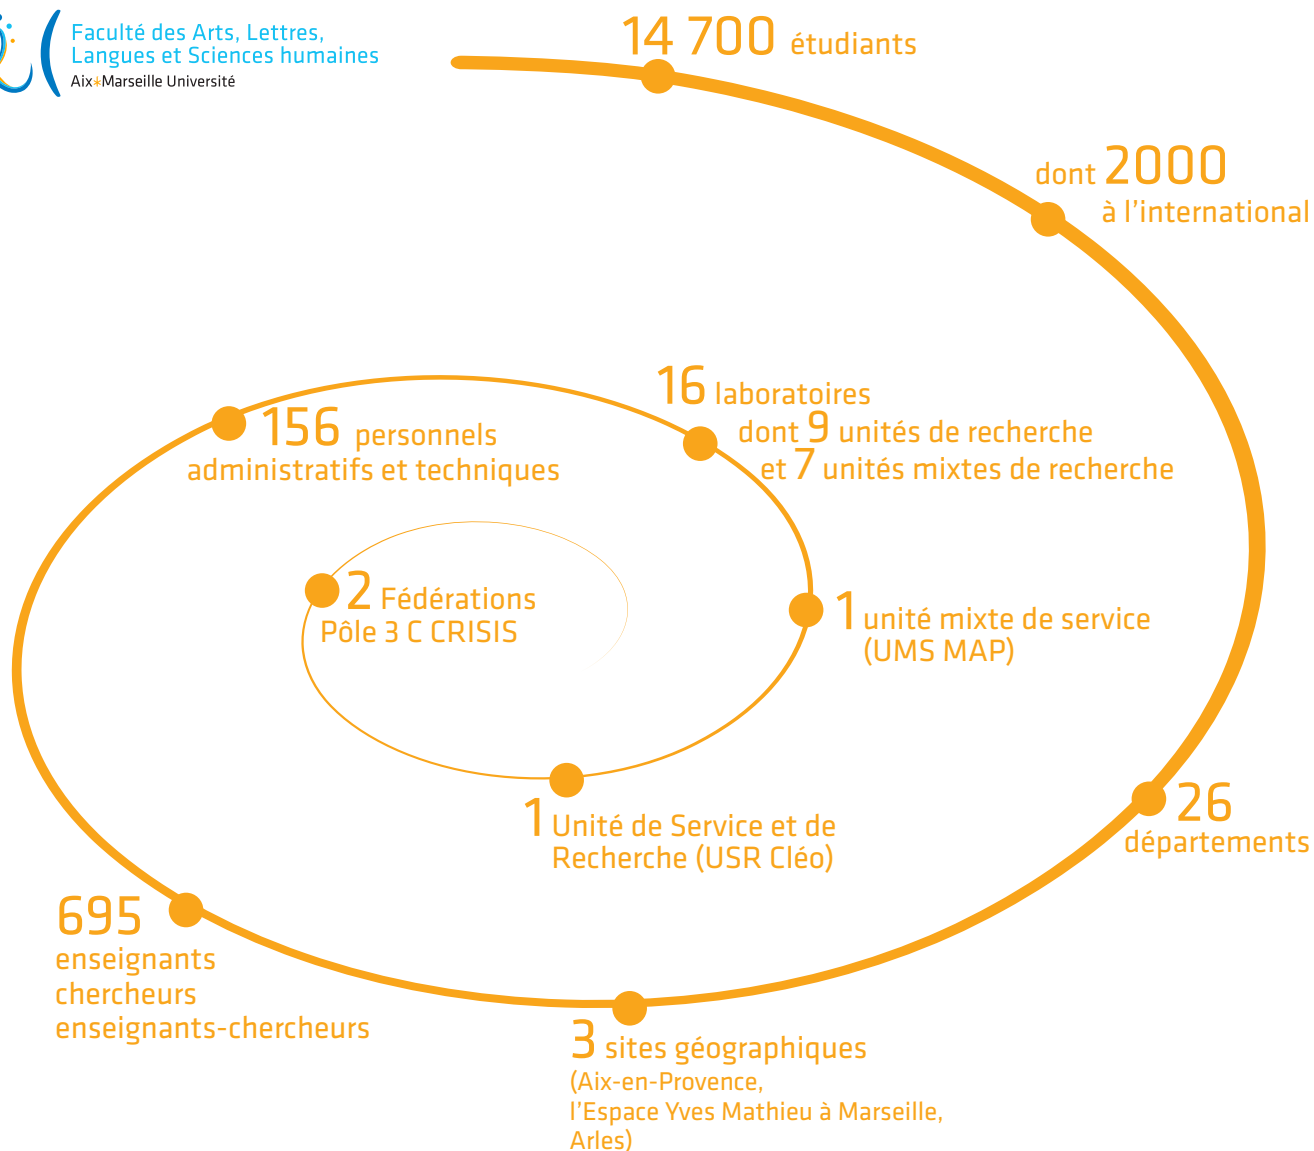 Faculté des Arts, Lettres,
Langues et Sciences humaines
Aix*Marseille Université
14 700 étudiants
dont 2000
à l'international
16 laboratoires
dont 9 unités de recherche
et 7 unités mixtes de recherche
156 personnels
administratifs et techniques
2 Fédérations
Pôle 3 C CRISIS
1 unité mixte de service
(UMS MAP)
26
départements
1 Unité de Service et de
Recherche (USR Cléo)
695
enseignants
chercheurs
enseignants-chercheurs
3 sites géographiques
(Aix-en-Provence,
l'Espace Yves Mathieu à Marseille,
Arles)